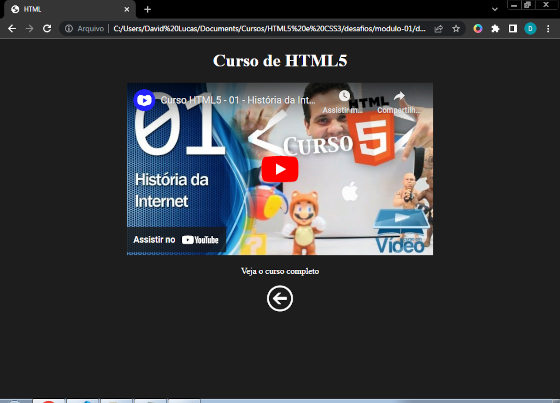 HTML
Arquivo | C:/Users/David%20Lucas/Documents/Cursos/HTML5%20e%20CSS3/desafios/modulo-01/d...
D
Curso de HTML5
Curso HTML5 - 01 - História da Int...
Assistir m...
Compartilh...
01
HTML
CURSO
5
História da
Internet
Assistir no YouTube
Vídeo
Veja o curso completo